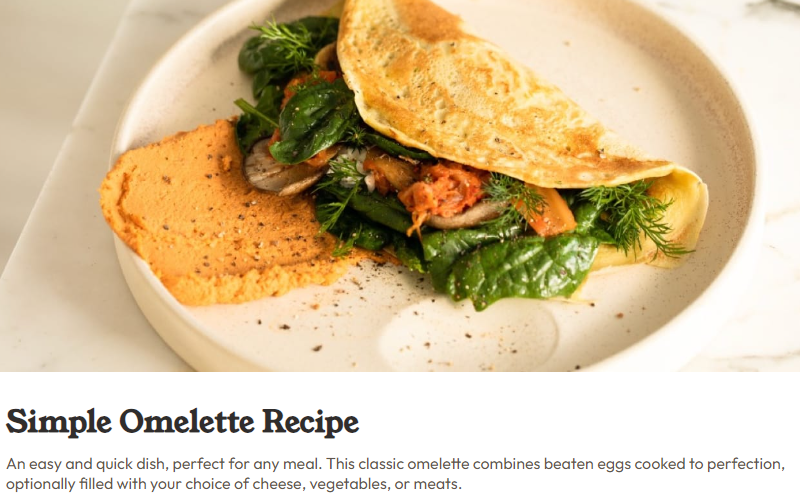 Simple Omelette Recipe
An easy and quick dish, perfect for any meal. This classic omelette combines beaten eggs cooked to perfection,
optionally filled with your choice of cheese, vegetables, or meats.